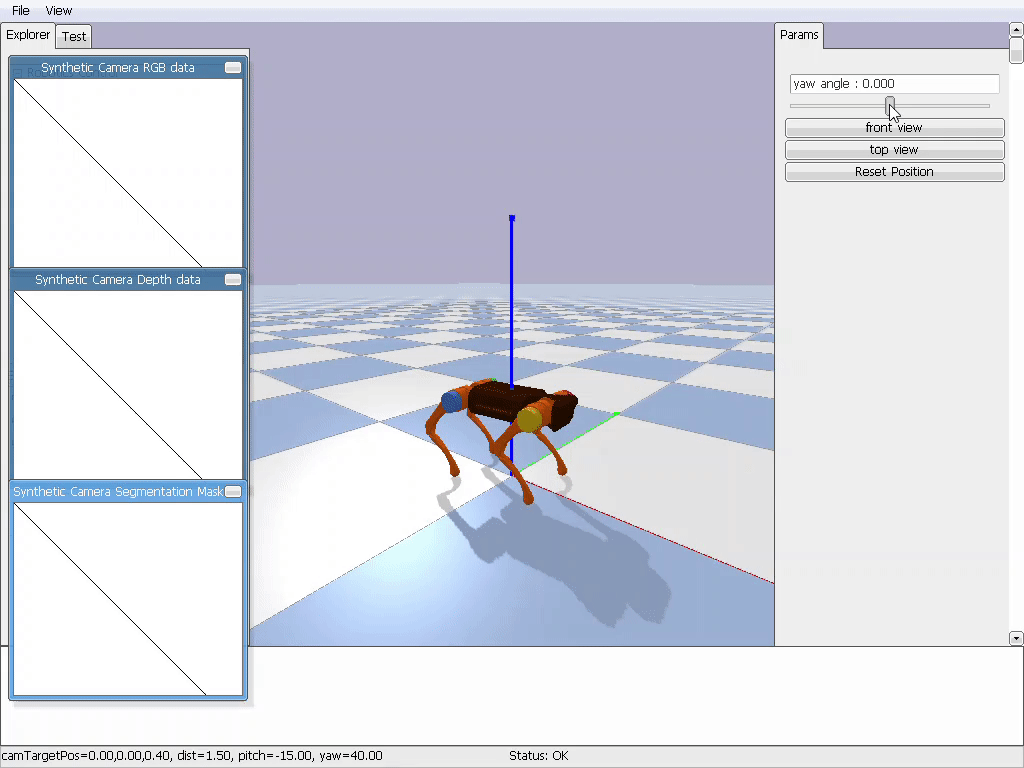 File View
Explorer Test
Synthetic Camera RGB data
Synthetic Camera Depth data
Synthetic Camera Segmentation Mask
Params
yaw angle : 0.000
front view
top view
Reset Position
camTargetPos=0.00,0.00,0.40, dist=1.50, pitch=-15.00, yaw=40.00 Status: OK